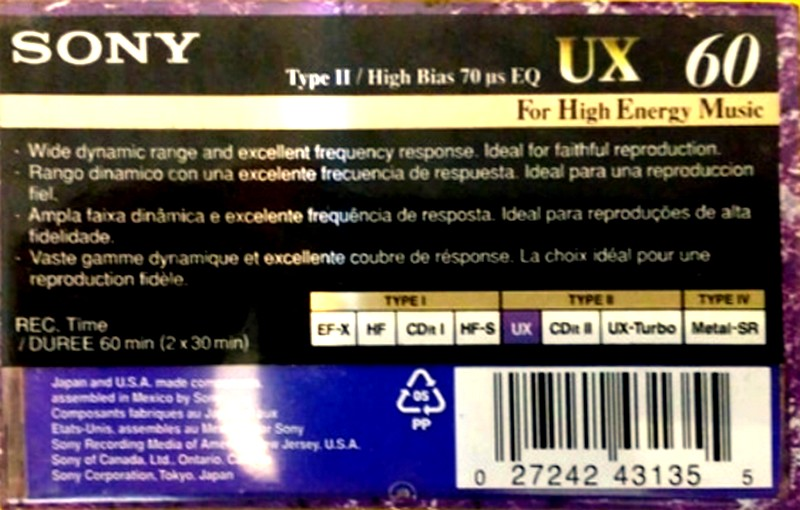 SONY
Type II / High Bias 70 µs EQ UX 60
For High Energy Music
· Wide dynamic range and excellent frequency response. Ideal for faithful reproduction.
· Rango dinamico con una excelente frecuencia de respuesta. Ideal para una reproduccion
fiel.
· Ampla faixa dinâmica e excelente frequência de resposta. Ideal para reproduções de alta
fidelidade.
· Vaste gamme dynamique et excellente coubre de résponse. La choix idéal pour une
reproduction fidèle.
TYPE I TYPE II TYPE IV
EF-X HF CDit I HF-S UX CDit II UX-Turbo Metal-SR
REC. Time
/ DUREE 60 min (2 x 30 min)
Japan and U.S.A. made
assembled in Mexico by
Composants fabriques au
Etats-Unis, assembles au Sony
Sony Recording Media of Jersey, U.S.A.
Sony of Canada, Ltd., Ontario,
Sony Corporation, Tokyo, Japan
05
PP
0 27242 43135 5